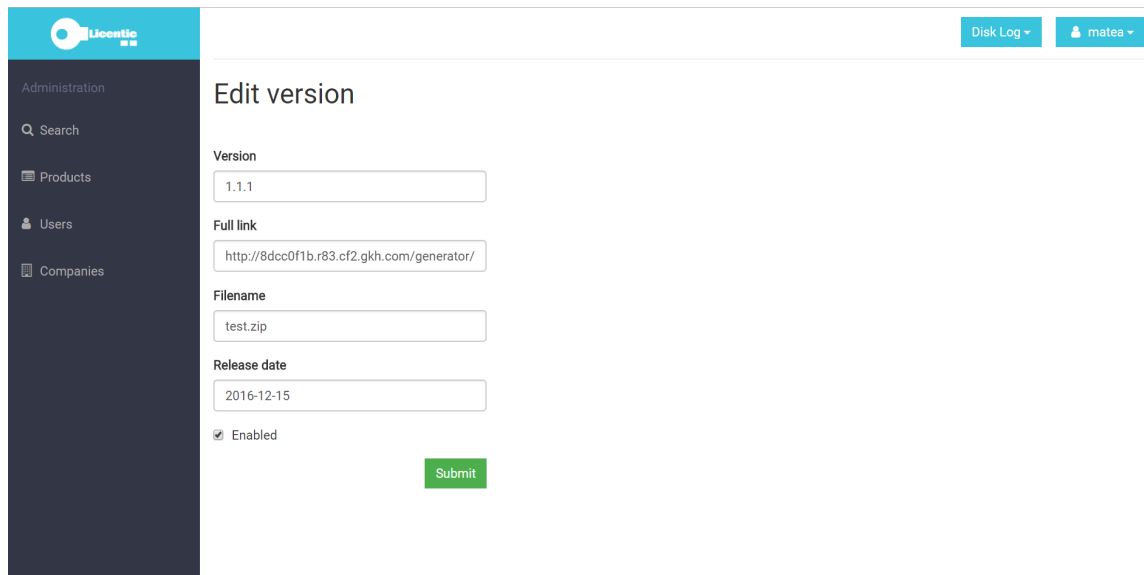 Licentic
Disk Log
matea
Administration
Search
Products
Users
Companies
Edit version
Version
1.1.1
Full link
http://8dcc0f1b.r83.cf2.gkh.com/generator/
Filename
test.zip
Release date
2016-12-15
Enabled
Submit